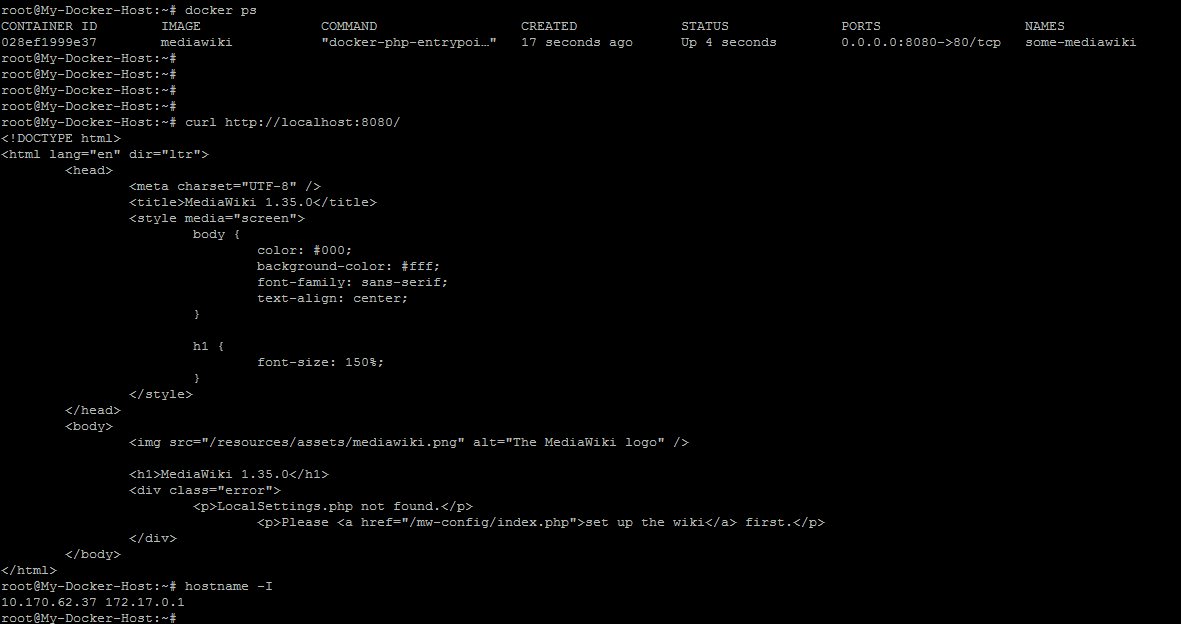 root@My-Docker-Host:~# docker ps
CONTAINER ID        IMAGE               COMMAND                  CREATED             STATUS              PORTS                  NAMES
028ef1999e37        mediawiki           "docker-php-entrypoi…"   17 seconds ago      Up 4 seconds        0.0.0.0:8080->80/tcp   some-mediawiki
root@My-Docker-Host:~#
root@My-Docker-Host:~#
root@My-Docker-Host:~#
root@My-Docker-Host:~#
root@My-Docker-Host:~# curl http://localhost:8080/
<!DOCTYPE html>
<html lang="en" dir="ltr">
        <head>
                <meta charset="UTF-8" />
                <title>MediaWiki 1.35.0</title>
                <style media="screen">
                        body {
                                color: #000;
                                background-color: #fff;
                                font-family: sans-serif;
                                text-align: center;
                        }

                        h1 {
                                font-size: 150%;
                        }
                </style>
        </head>
        <body>
                <img src="/resources/assets/mediawiki.png" alt="The MediaWiki logo" />

                <h1>MediaWiki 1.35.0</h1>
                <div class="error">
                        <p>LocalSettings.php not found.</p>
                                <p>Please <a href="/mw-config/index.php">set up the wiki</a> first.</p>
                </div>
        </body>
</html>
root@My-Docker-Host:~# hostname -I
10.170.62.37 172.17.0.1
root@My-Docker-Host:~#